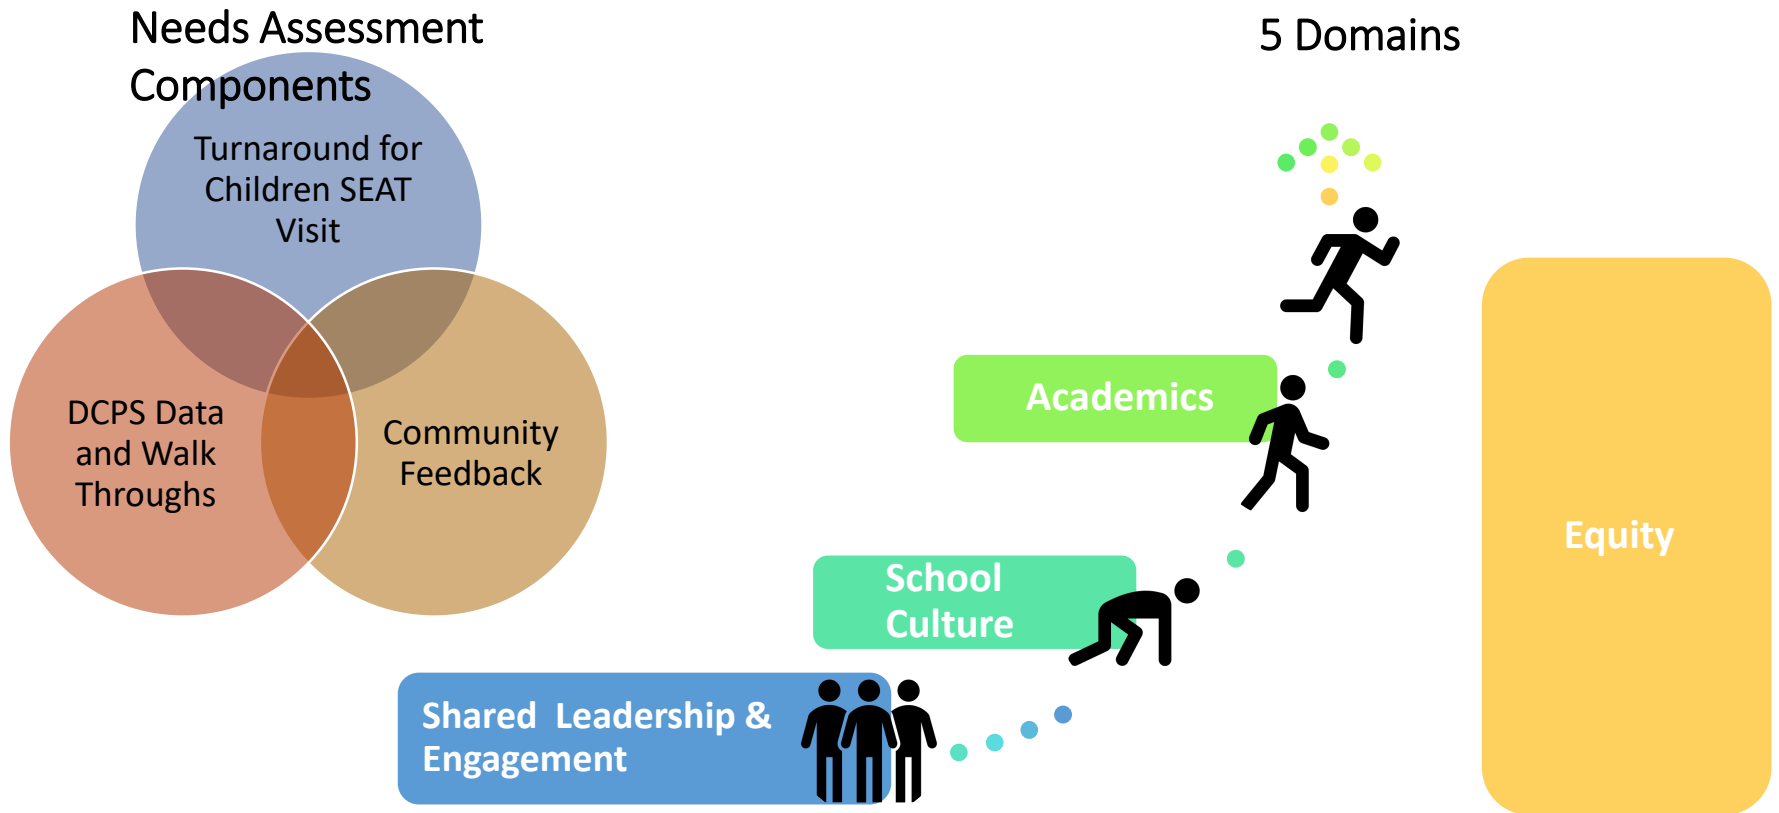 Needs Assessment
Components
Turnaround for
Children SEAT
Visit
DCPS Data
and Walk
Throughs
Community
Feedback
5 Domains
Academics
School
Culture
Shared  Leadership &
Engagement
Equity